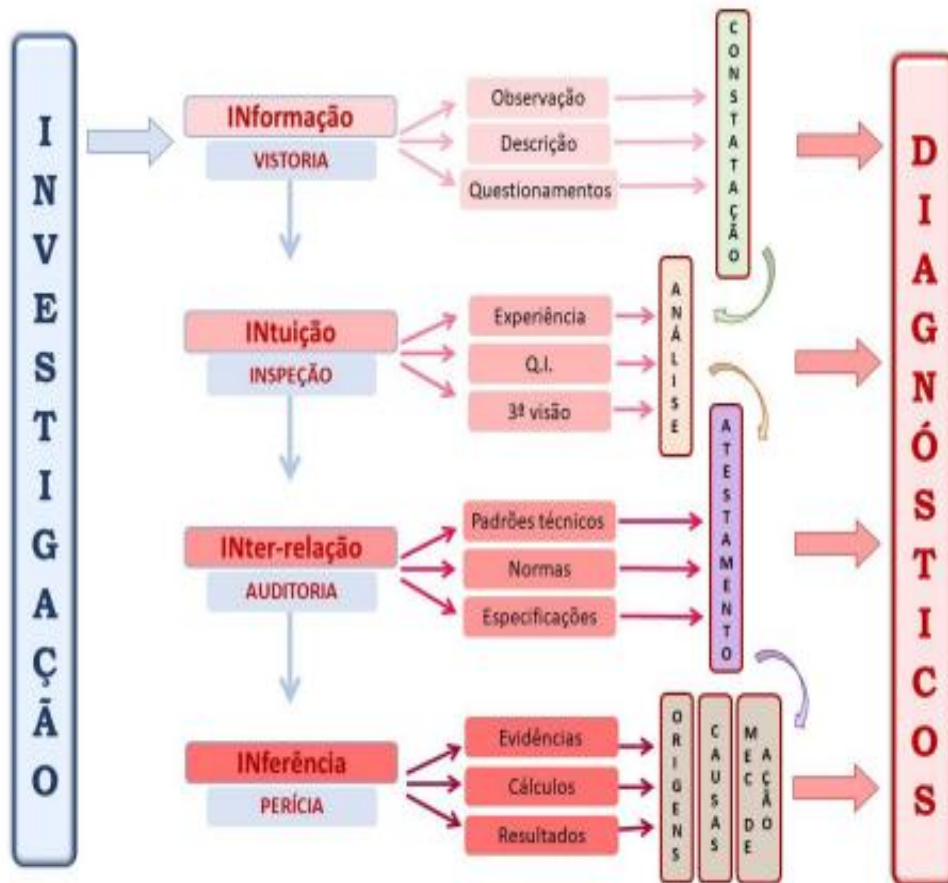 INVESTIGAÇÃO
INformação
VISTORIA
Observação
Descrição
Questionamentos
CONSTATAÇÃO
INtuição
INSPEÇÃO
Experiência
Q.I.
3ª visão
ANÁLISE
INter-relação
AUDITORIA
Padrões técnicos
Normas
Especificações
ATESTAMENTO
INferência
PERÍCIA
Evidências
Cálculos
Resultados
ORIGENS
CAUSAS
MEC DE
AÇÃO
DIAGNÓSTICOS